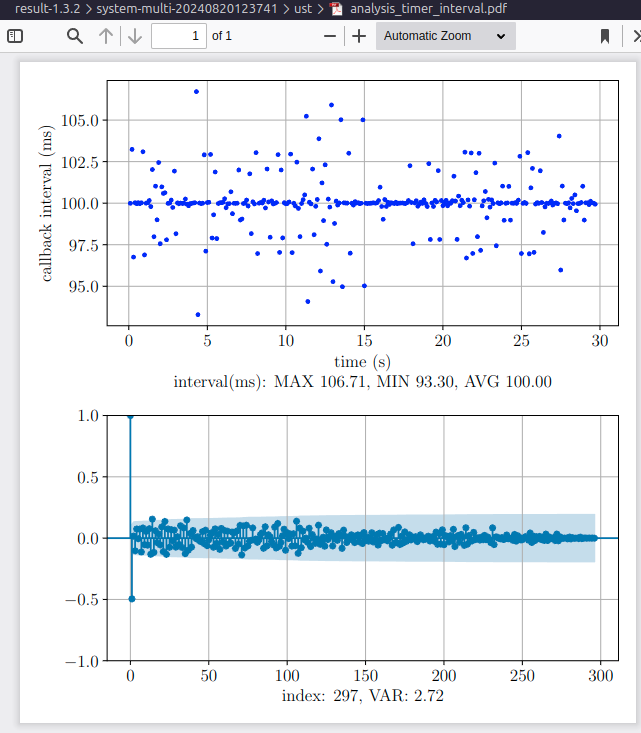 result-1.3.2 > system-multi-20240820123741 > ust > analysis_timer_interval.pdf
1 of 1 Automatic Zoom
callback interval (ms)
105.0
102.5
100.0
97.5
95.0
0 5 10 15 20 25 30
time (s)
interval(ms): MAX 106.71, MIN 93.30, AVG 100.00
1.0
0.5
0.0
−0.5
−1.0
0 50 100 150 200 250 300
index: 297, VAR: 2.72